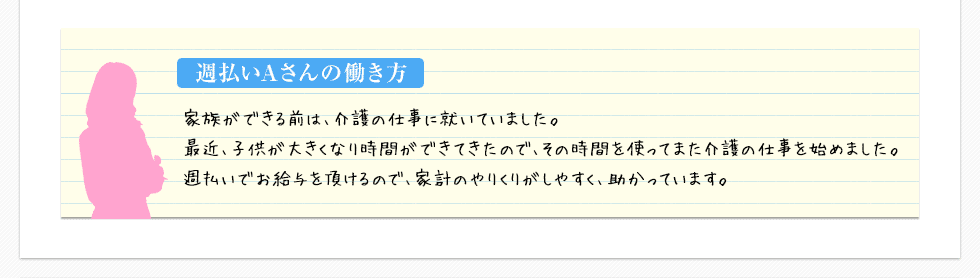 週払いAさんの働き方
家族ができる前は、介護の仕事に就いていました。
最近、子供が大きくなり時間ができてきたので、その時間を使ってまた介護の仕事を始めました。
週払いでお給与を頂けるので、家計のやりくりがしやすく、助かっています。